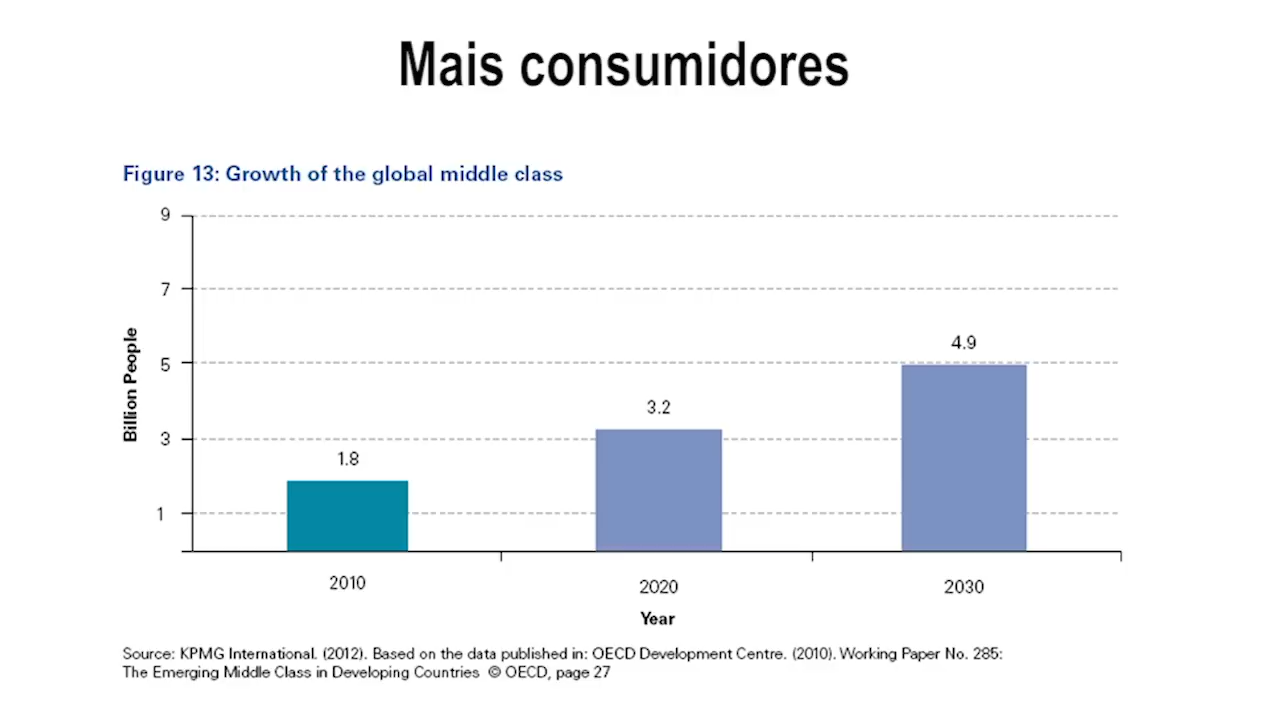 Mais consumidores
Figure 13: Growth of the global middle class
9
7
5
3
1
Billion People
1.8
3.2
4.9
2010
2020
2030
Year
Source: KPMG International. (2012). Based on the data published in: OECD Development Centre. (2010). Working Paper No. 285:
The Emerging Middle Class in Developing Countries © OECD, page 27